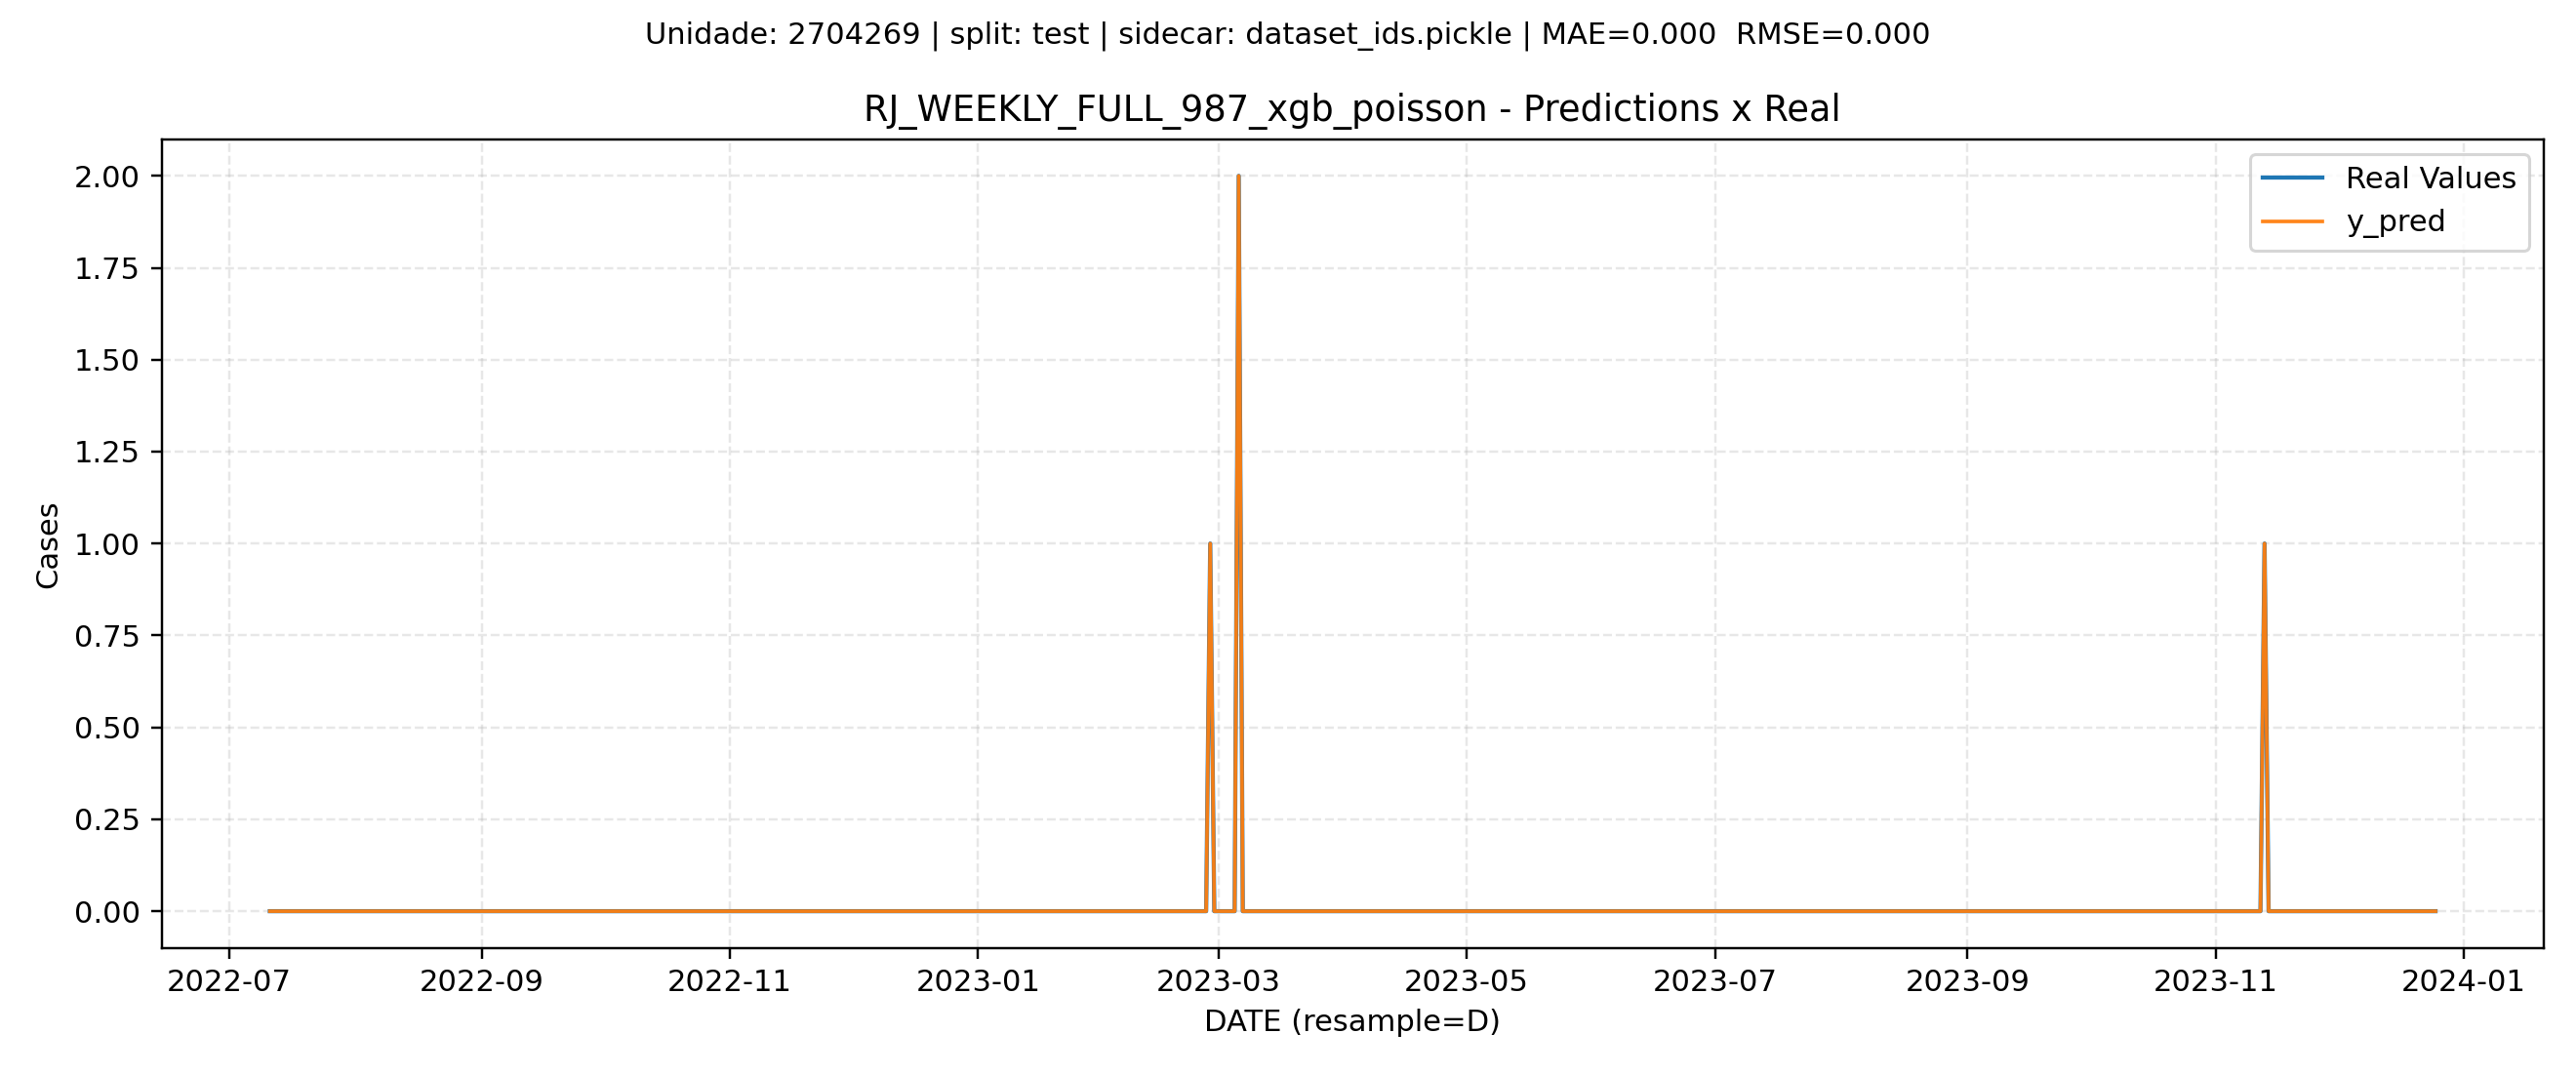 Unidade: 2704269 | split: test | sidecar: dataset_ids.pickle | MAE=0.000  RMSE=0.000
RJ_WEEKLY_FULL_987_xgb_poisson - Predictions x Real
Real Values
y_pred
2.00
1.75
1.50
1.25
1.00
0.75
0.50
0.25
0.00
Cases
2022-07 2022-09 2022-11 2023-01 2023-03 2023-05 2023-07 2023-09 2023-11 2024-01
DATE (resample=D)